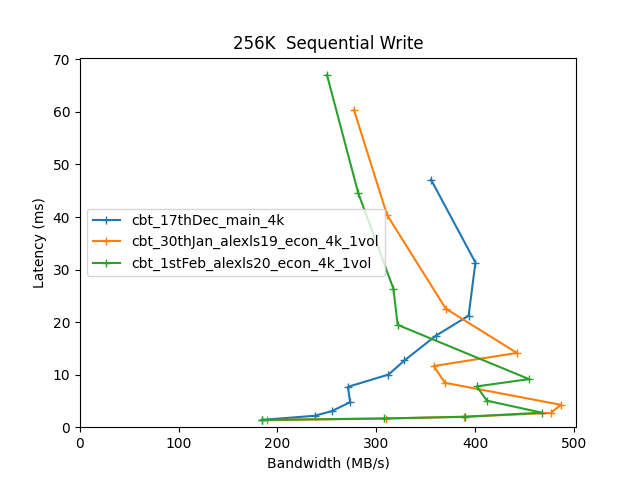 256K  Sequential Write
Latency (ms)
70
60
50
40
30
20
10
0
cbt_17thDec_main_4k
cbt_30thJan_alexls19_econ_4k_1vol
cbt_1stFeb_alexls20_econ_4k_1vol
0 100 200 300 400 500
Bandwidth (MB/s)